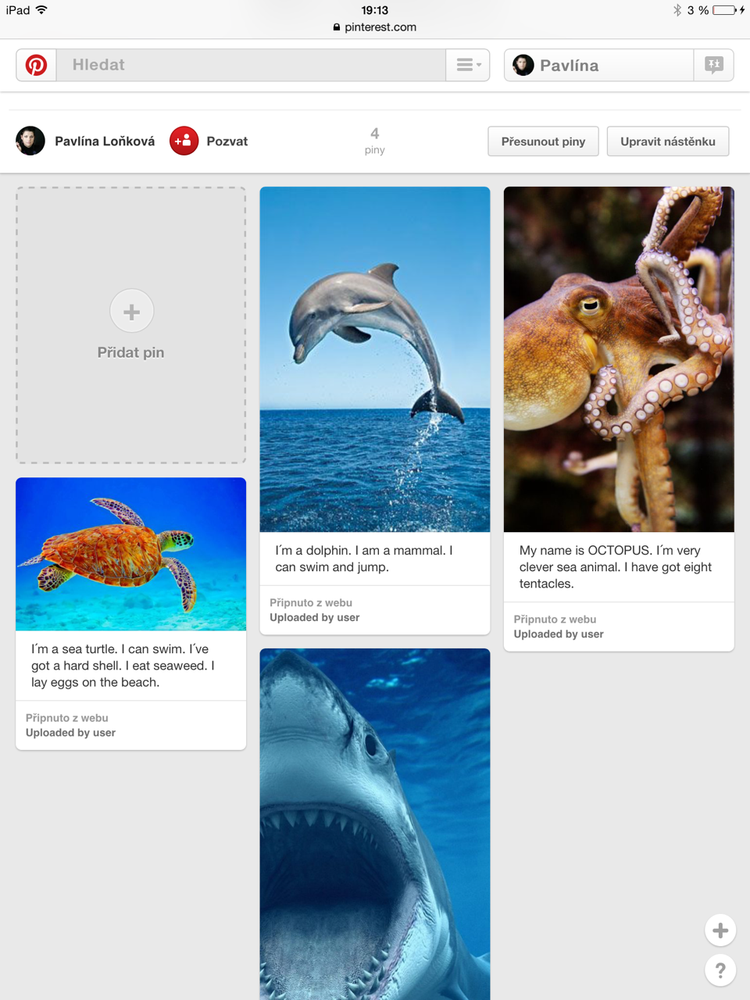 iPad
19:13
3 %
pinterest.com
Hledat
Pavlína
Pavlína Loňková
Pozvat
4
piny
Přesunout piny
Upravit nástěnku
Přidat pin
I´m a dolphin. I am a mammal. I
can swim and jump.
Připnuto z webu
Uploaded by user
My name is OCTOPUS. I´m very
clever sea animal. I have got eight
tentacles.
Připnuto z webu
Uploaded by user
I´m a sea turtle. I can swim. I´ve
got a hard shell. I eat seaweed. I
lay eggs on the beach.
Připnuto z webu
Uploaded by user
+
?